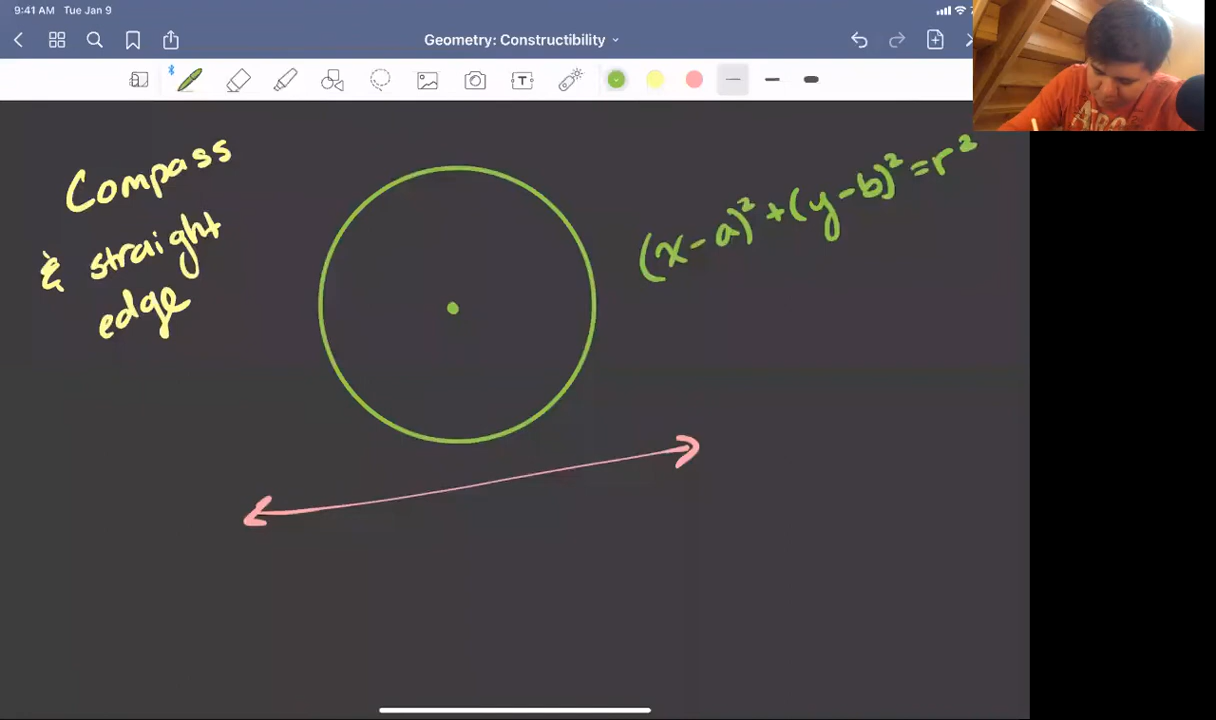 9:41 AM Tue Jan 9
Geometry: Constructibility
T
Compass
& straight
edge
(x-a)²+(y-b)²=r²